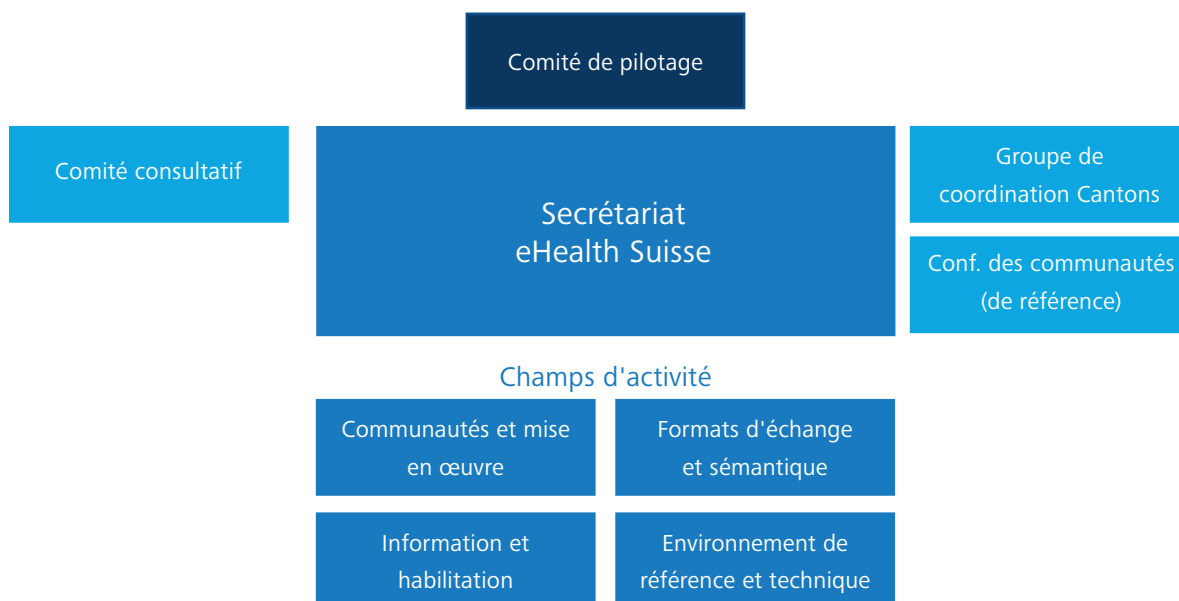 Comité de pilotage
Comité consultatif
Secrétariat
eHealth Suisse
Groupe de
coordination Cantons
Conf. des communautés
(de référence)
Champs d'activité
Communautés et mise
en œuvre
Formats d'échange
et sémantique
Information et
habilitation
Environnement de
référence et technique